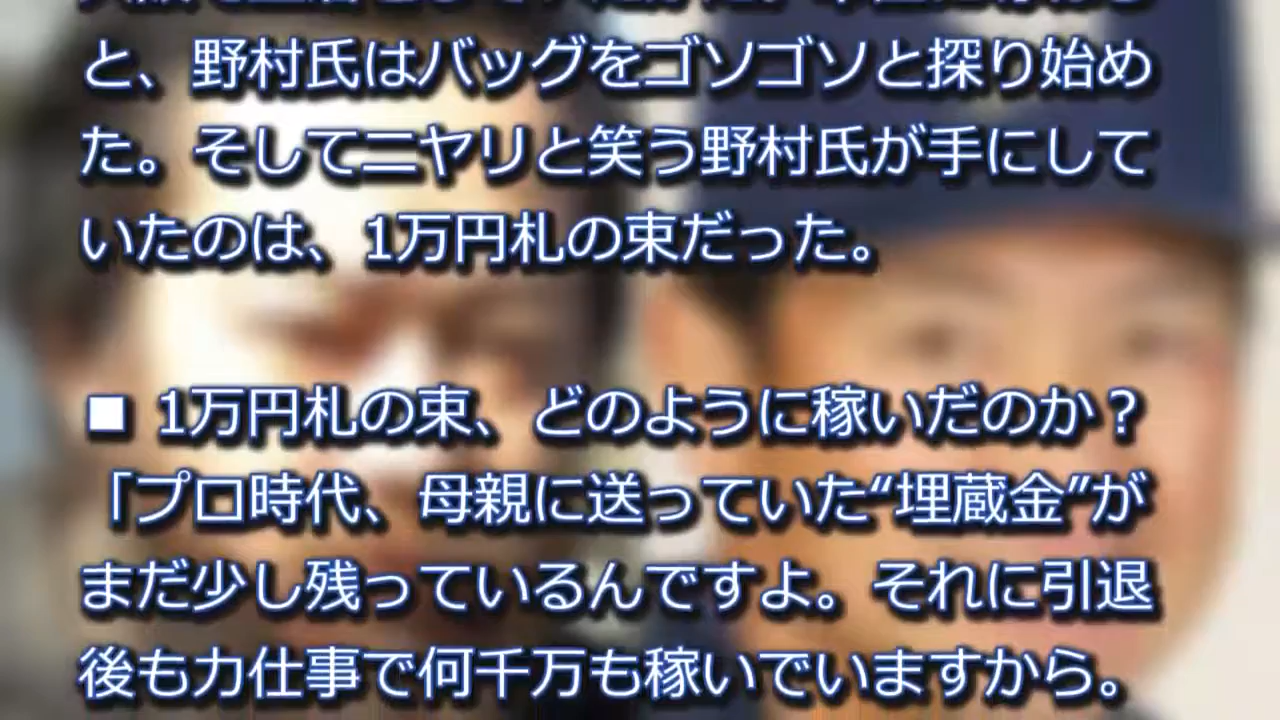 と、野村氏はバッグをゴソゴソと探り始め
た。そしてニヤリと笑う野村氏が手にして
いたのは、1万円札の束だった。
■ 1万円札の束、どのように稼いだのか？
「プロ時代、母親に送っていた“埋蔵金”が
まだ少し残っているんですよ。それに引退
後も力仕事で何千万も稼いでいますから。